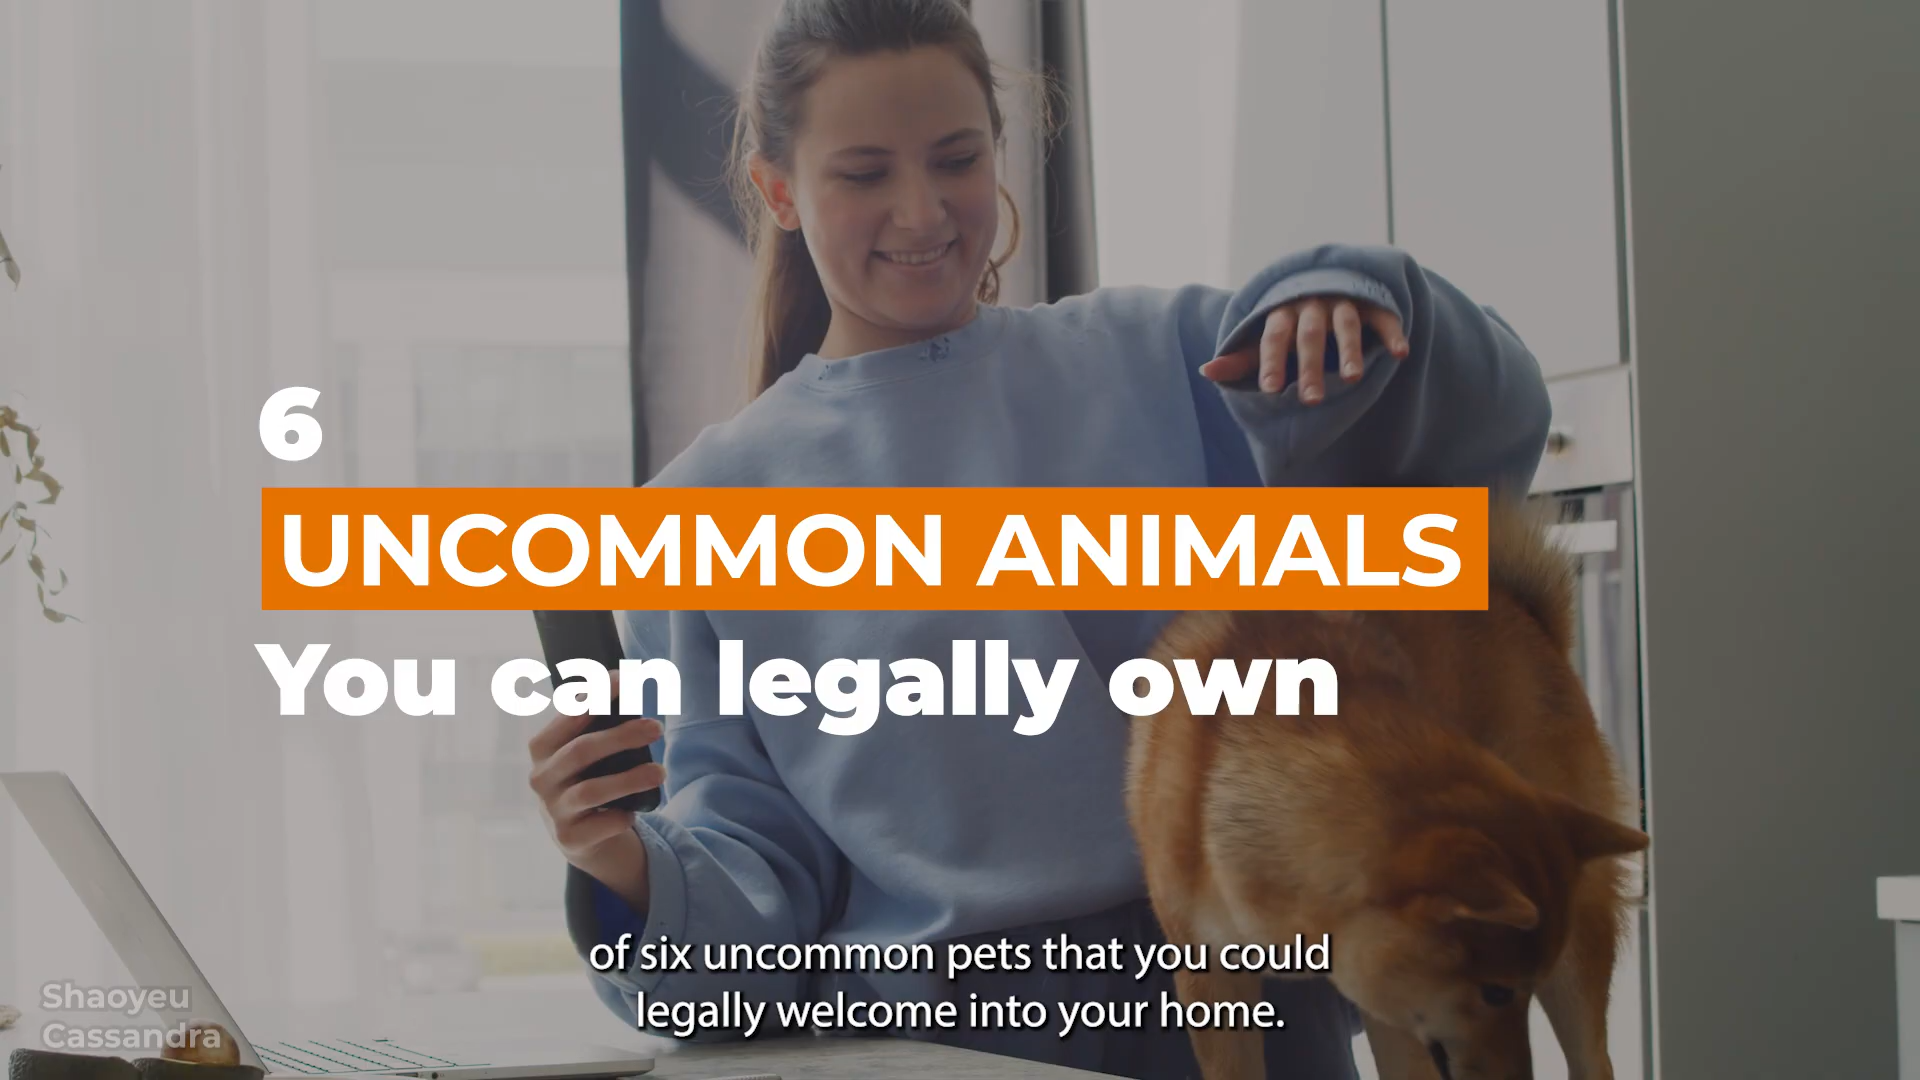 6
UNCOMMON ANIMALS
You can legally own
of six uncommon pets that you could
legally welcome into your home.
Shaoyeu
Cassandra